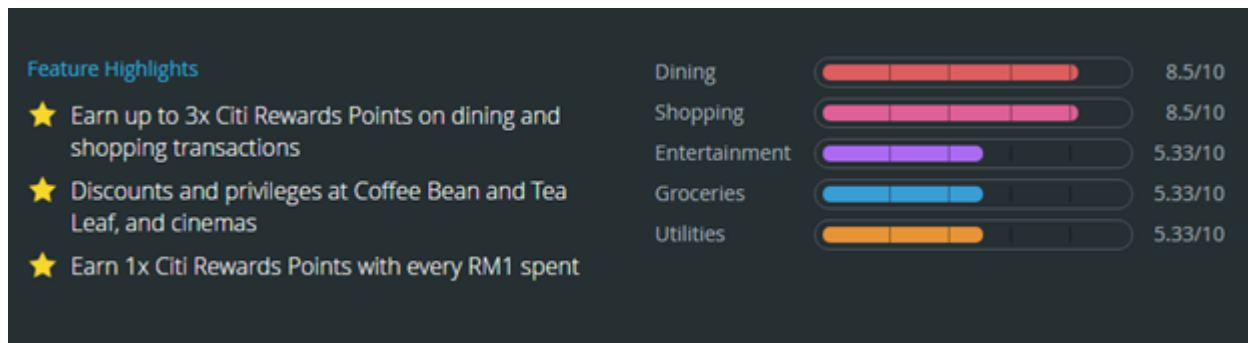 Feature Highlights
Earn up to 3x Citi Rewards Points on dining and
shopping transactions
Discounts and privileges at Coffee Bean and Tea
Leaf, and cinemas
Earn 1x Citi Rewards Points with every RM1 spent
Dining 8.5/10
Shopping 8.5/10
Entertainment 5.33/10
Groceries 5.33/10
Utilities 5.33/10